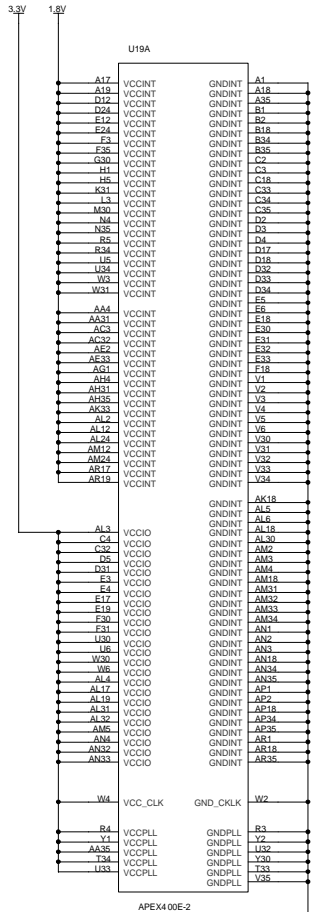 3.3V 1.8V
U19A
A17 VCCINT GNDINT A1
A19 VCCINT GNDINT A18
D12 VCCINT GNDINT A35
D24 VCCINT GNDINT B1
E12 VCCINT GNDINT B2
E24 VCCINT GNDINT B18
F3 VCCINT GNDINT B34
F35 VCCINT GNDINT B35
G30 VCCINT GNDINT C2
H1 VCCINT GNDINT C3
H5 VCCINT GNDINT C18
K31 VCCINT GNDINT C33
L3 VCCINT GNDINT C34
M30 VCCINT GNDINT C35
N4 VCCINT GNDINT D2
N35 VCCINT GNDINT D3
R5 VCCINT GNDINT D4
R34 VCCINT GNDINT D17
U5 VCCINT GNDINT D18
U34 VCCINT GNDINT D32
W3 VCCINT GNDINT D33
W31 VCCINT GNDINT D34
GNDINT E5
AA4 VCCINT GNDINT E6
AA31 VCCINT GNDINT E18
AC3 VCCINT GNDINT E30
AC32 VCCINT GNDINT E31
AE2 VCCINT GNDINT E32
AE33 VCCINT GNDINT E33
AG1 VCCINT GNDINT F18
AH4 VCCINT GNDINT V1
AH31 VCCINT GNDINT V2
AH35 VCCINT GNDINT V3
AK33 VCCINT GNDINT V4
AL2 VCCINT GNDINT V5
AL12 VCCINT GNDINT V6
AL24 VCCINT GNDINT V30
AM12 VCCINT GNDINT V31
AM24 VCCINT GNDINT V32
AR17 VCCINT GNDINT V33
AR19 VCCINT GNDINT V34
GNDINT AK18
GNDINT AL5
GNDINT AL6
AL3 VCCIO GNDINT AL18
C4 VCCIO GNDINT AL30
C32 VCCIO GNDINT AM2
D5 VCCIO GNDINT AM3
D31 VCCIO GNDINT AM4
E3 VCCIO GNDINT AM18
E4 VCCIO GNDINT AM31
E17 VCCIO GNDINT AM32
E19 VCCIO GNDINT AM33
F30 VCCIO GNDINT AM34
F31 VCCIO GNDINT AN1
U30 VCCIO GNDINT AN2
U6 VCCIO GNDINT AN3
W30 VCCIO GNDINT AN18
W6 VCCIO GNDINT AN34
AL4 VCCIO GNDINT AN35
AL17 VCCIO GNDINT AP1
AL19 VCCIO GNDINT AP2
AL31 VCCIO GNDINT AP18
AL32 VCCIO GNDINT AP34
AM5 VCCIO GNDINT AP35
AN4 VCCIO GNDINT AR1
AN32 VCCIO GNDINT AR18
AN33 VCCIO GNDINT AR35
W4 VCC_CLK GND_CKLK W2
R4 VCCPLL GNDPLL R3
Y1 VCCPLL GNDPLL Y2
AA35 VCCPLL GNDPLL U32
T34 VCCPLL GNDPLL Y30
U33 VCCPLL GNDPLL T33
GNDPLL V35
APEX400E-2